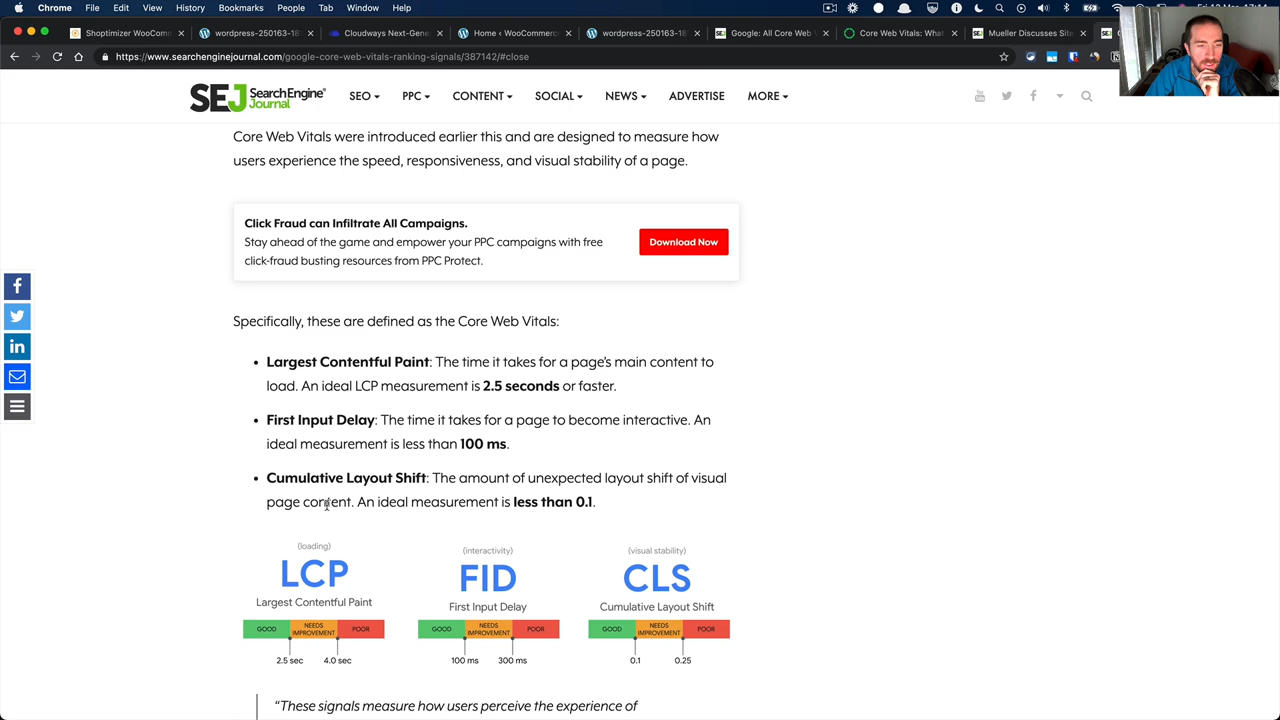 Chrome File Edit View History Bookmarks People Tab Window Help
Shoptimizer WooComm
wordpress-250163-18
Cloudways Next-Gene
Home < WooCommerc
wordpress-250163-18
Google: All Core Web V
Core Web Vitals: What
Mueller Discusses Site
https://www.searchenginejournal.com/google-core-web-vitals-ranking-signals/387142/#close
SEJ SearchEngine Journal
SEO PPC CONTENT SOCIAL NEWS ADVERTISE MORE
Core Web Vitals were introduced earlier this and are designed to measure how
users experience the speed, responsiveness, and visual stability of a page.
Click Fraud can Infiltrate All Campaigns.
Stay ahead of the game and empower your PPC campaigns with free
click-fraud busting resources from PPC Protect.
Download Now
Specifically, these are defined as the Core Web Vitals:
• Largest Contentful Paint: The time it takes for a page's main content to
load. An ideal LCP measurement is 2.5 seconds or faster.
• First Input Delay: The time it takes for a page to become interactive. An
ideal measurement is less than 100 ms.
• Cumulative Layout Shift: The amount of unexpected layout shift of visual
page content. An ideal measurement is less than 0.1.
(loading)
LCP
Largest Contentful Paint
GOOD NEEDS IMPROVEMENT POOR
2.5 sec 4.0 sec
(interactivity)
FID
First Input Delay
GOOD NEEDS IMPROVEMENT POOR
100 ms 300 ms
(visual stability)
CLS
Cumulative Layout Shift
GOOD NEEDS IMPROVEMENT POOR
0.1 0.25
"These signals measure how users perceive the experience of